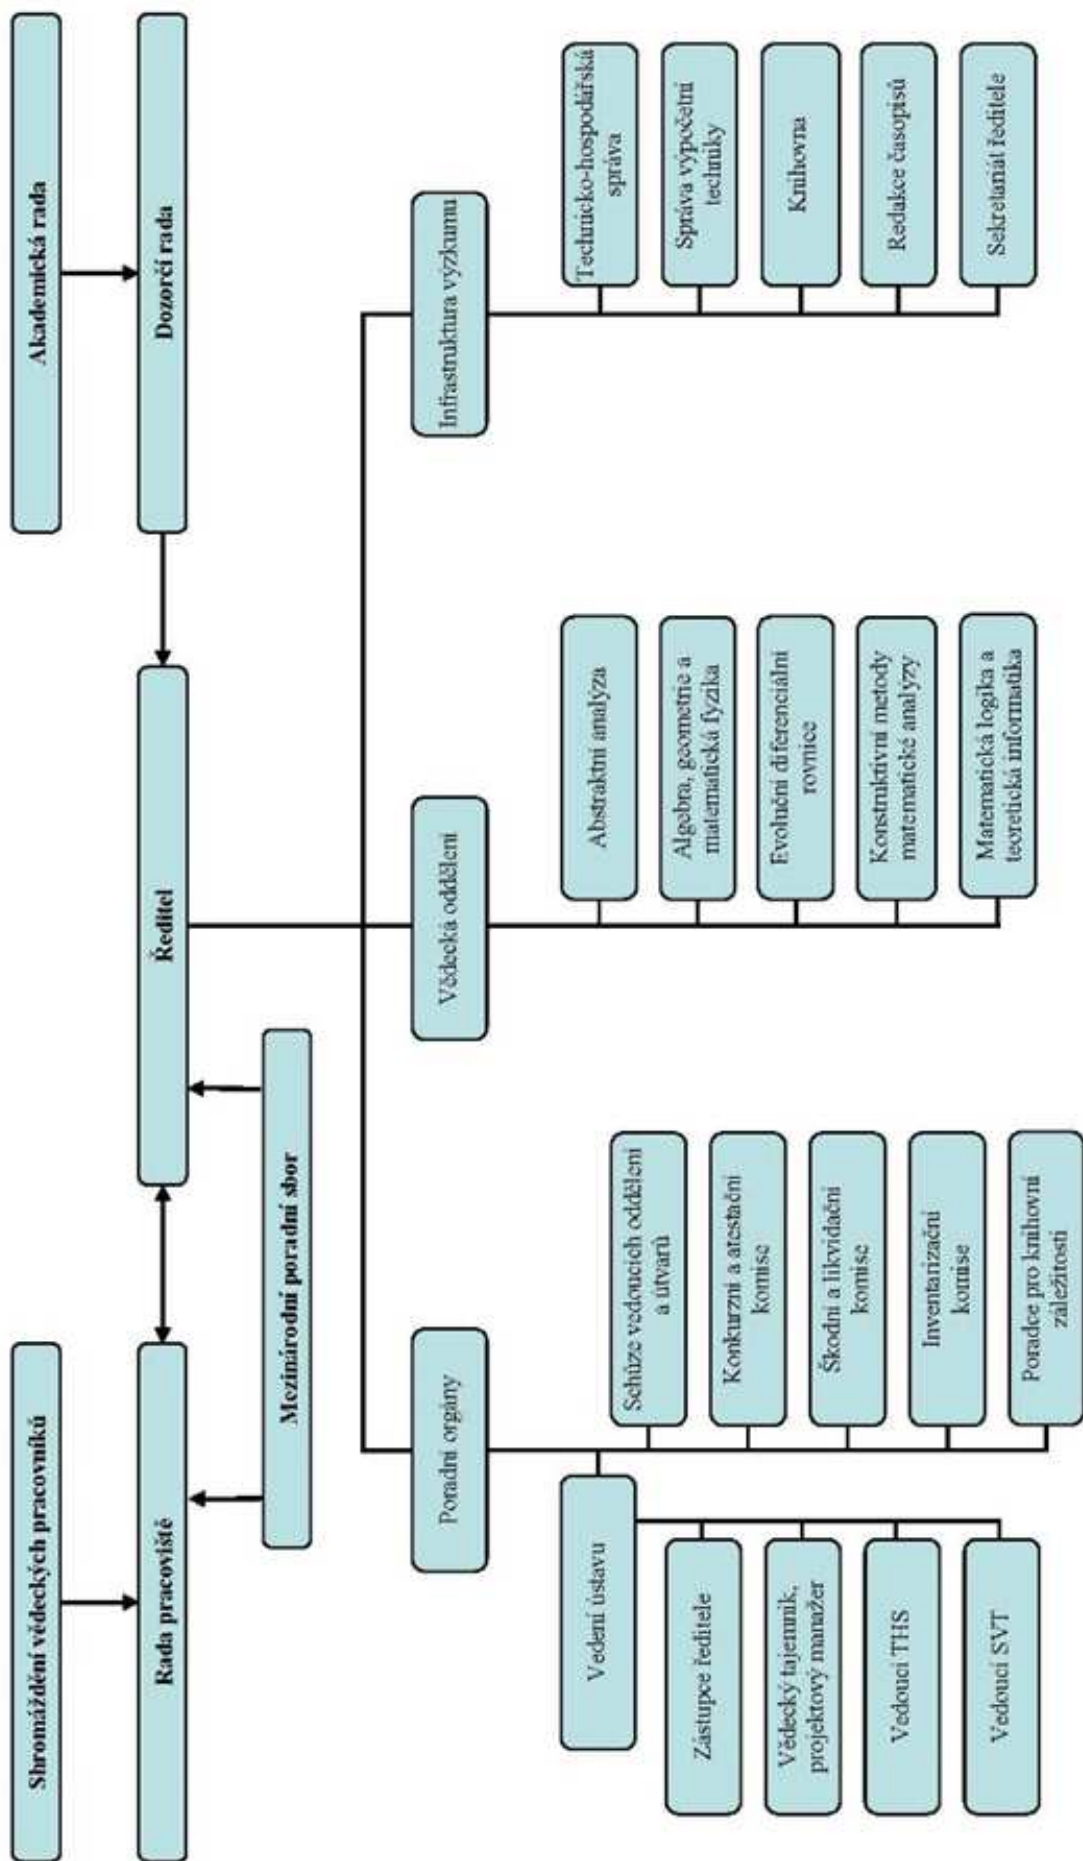 Shromáždění vědeckých pracovníků
Akademická rada
Rada pracoviště
Ředitel
Dozorčí rada
Mezinárodní poradní sbor
Poradní orgány
Vědecká oddělení
Infrastruktura výzkumu
Vedení ústavu
Zástupce ředitele
Vědecký tajemník,
projektový manažer
Vedoucí THS
Vedoucí SVT
Schůze vedoucích oddělení
a útvarů
Konkurzní a atestační
komise
Škodní a likvidační
komise
Inventarizační
komise
Poradce pro knihovní
záležitosti
Abstraktní analýza
Algebra, geometrie a
matematická fyzika
Evoluční diferenciální
rovnice
Konstruktivní metody
matematické analýzy
Matematická logika a
teoretická informatika
Technicko-hospodářská
správa
Správa výpočetní
techniky
Knihovna
Redakce časopisů
Sekretariát ředitele